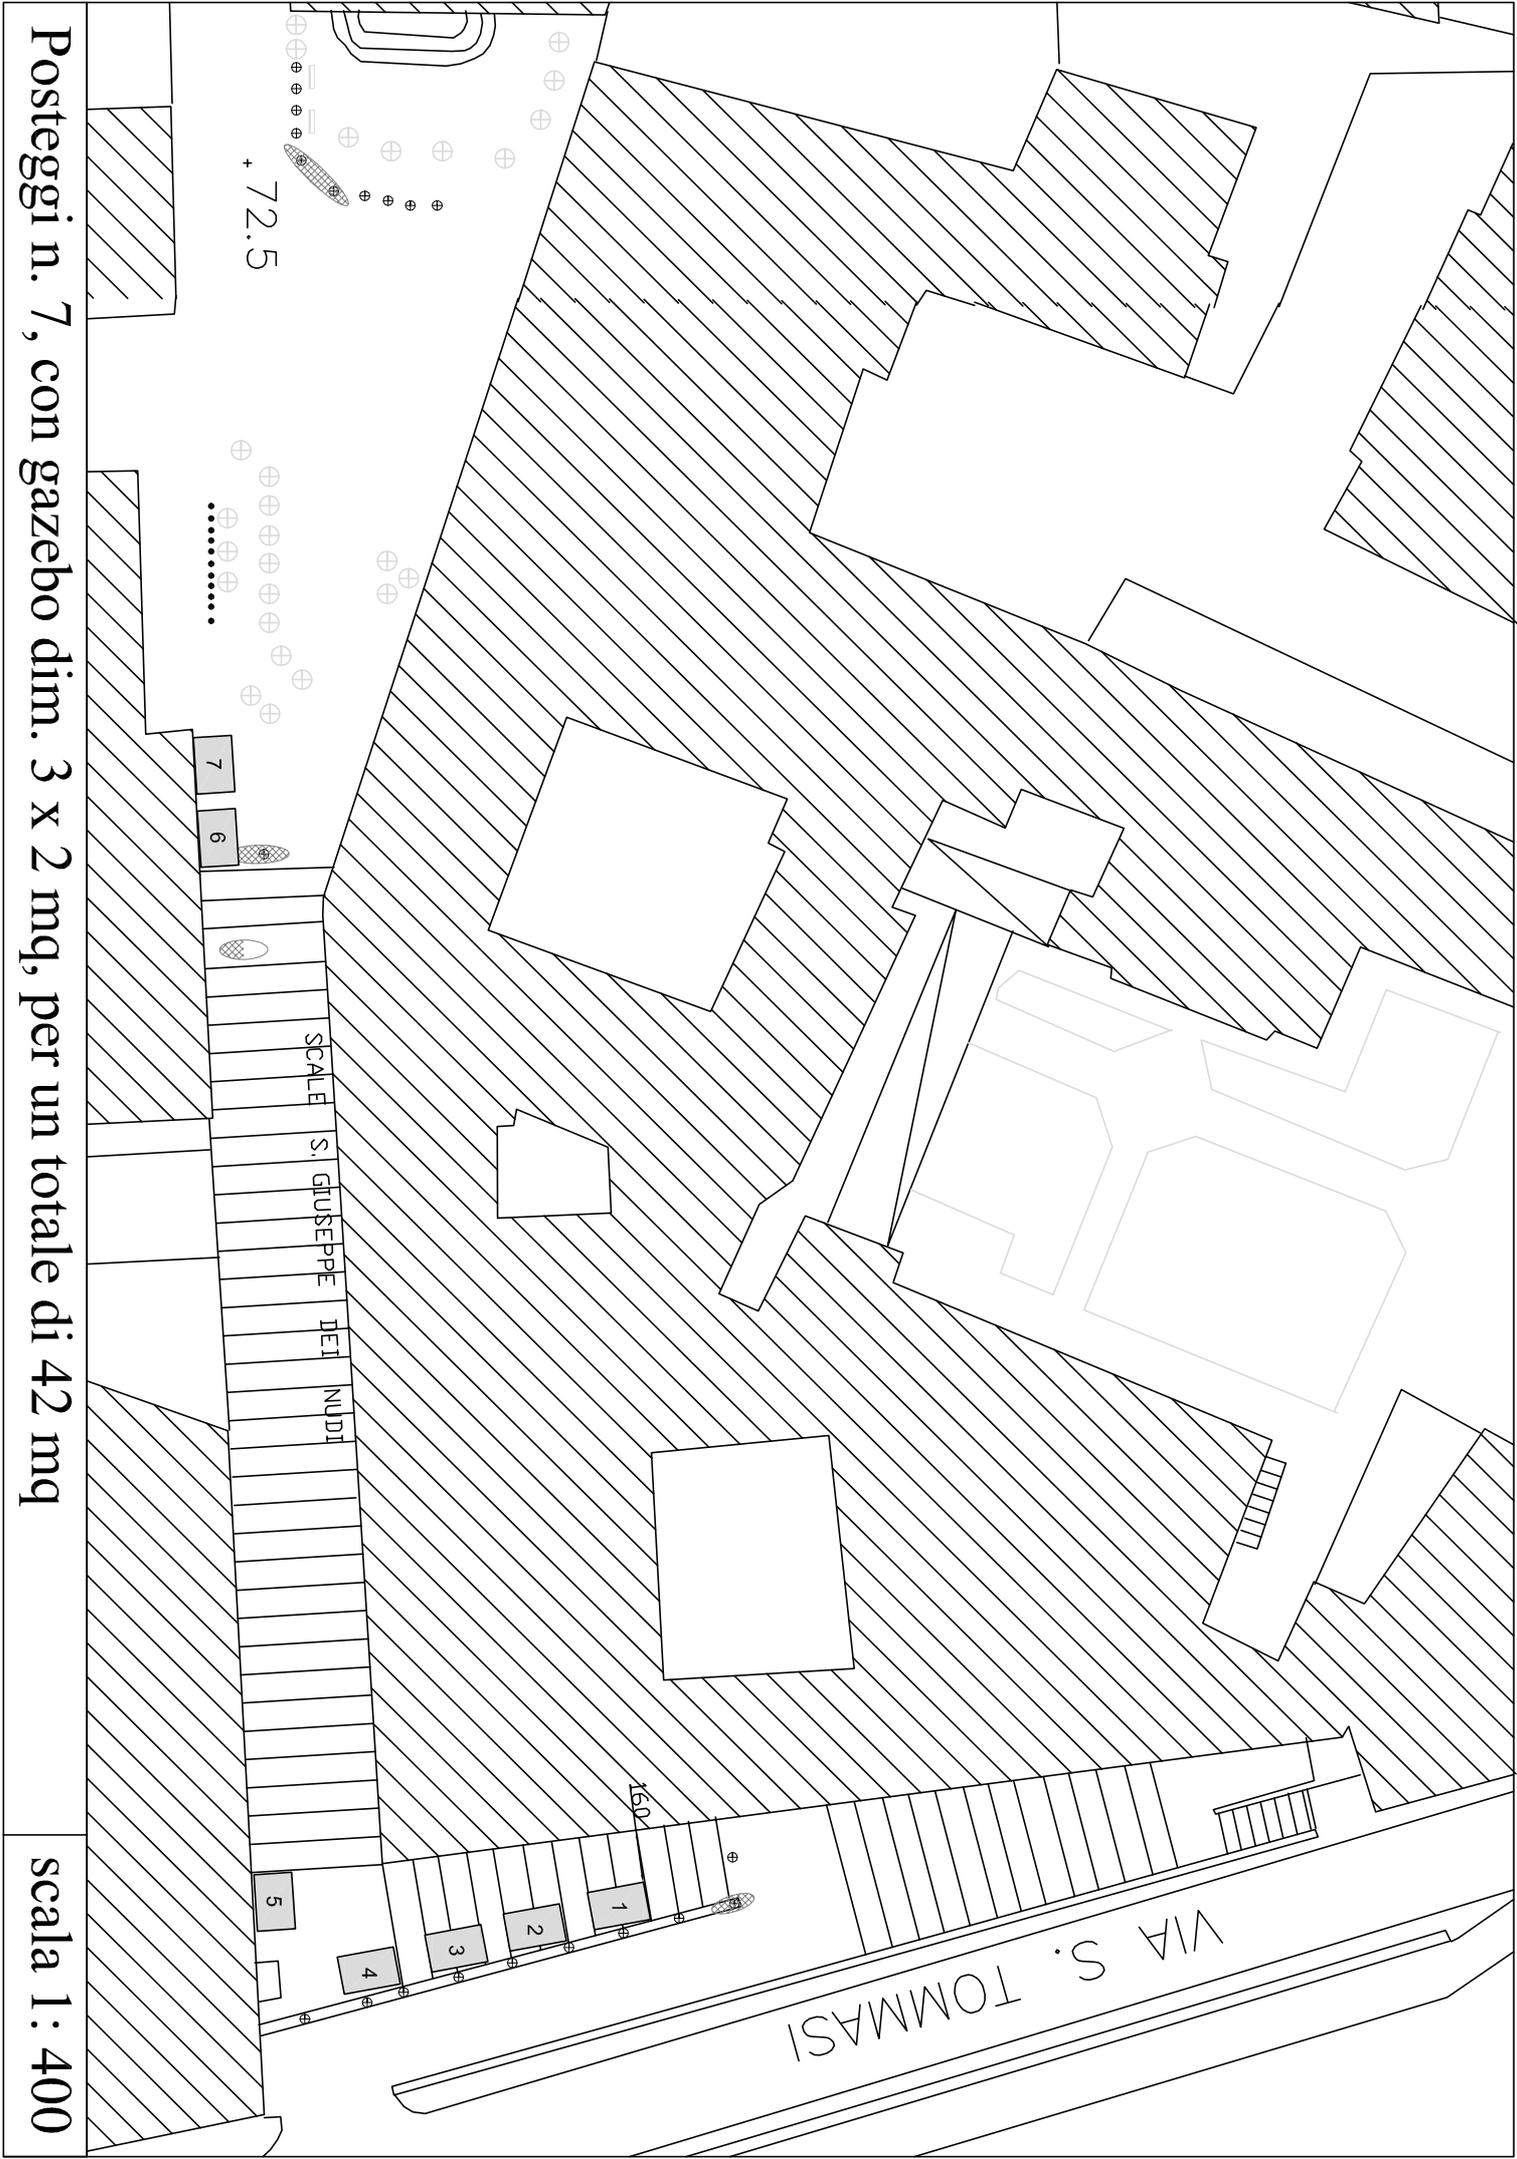 Posteggi n. 7, con gazebo dim. 3 x 2 mq, per un totale di 42 mq
scala 1: 400
+ 72.5
7
6
SCALE S. GIUSEPPE DEI NUDI
160
1
2
3
4
5
VIA S. TOMMASI